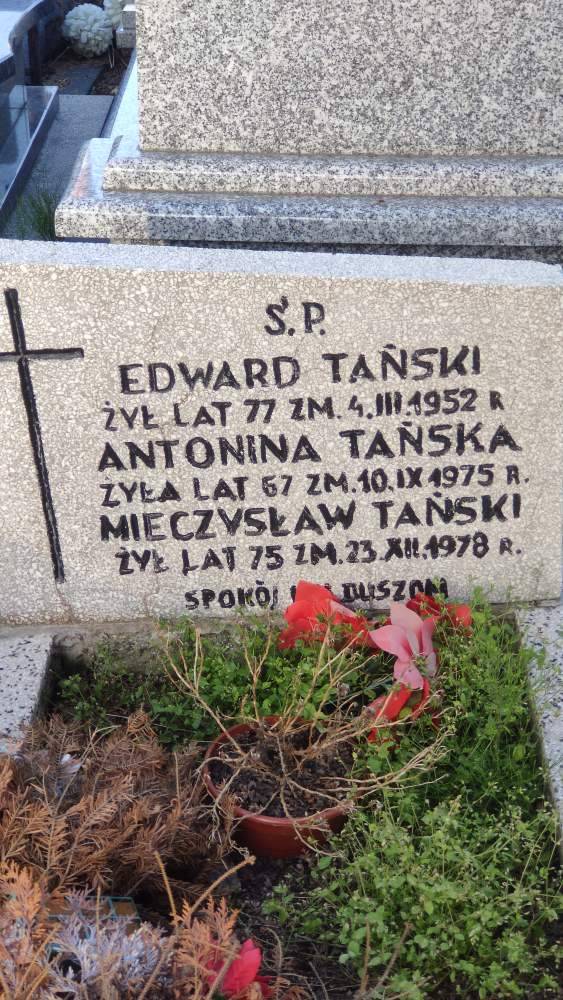 Ś.P.
EDWARD TAŃSKI
ŻYŁ LAT 77 ZM. 4.III.1952 R
ANTONINA TAŃSKA
ŻYŁA LAT 67 ZM. 10.IX.1975 R.
MIECZYSŁAW TAŃSKI
ŻYŁ LAT 75 ZM. 23.XII.1978 R.
SPOKÓJ DUSZOM